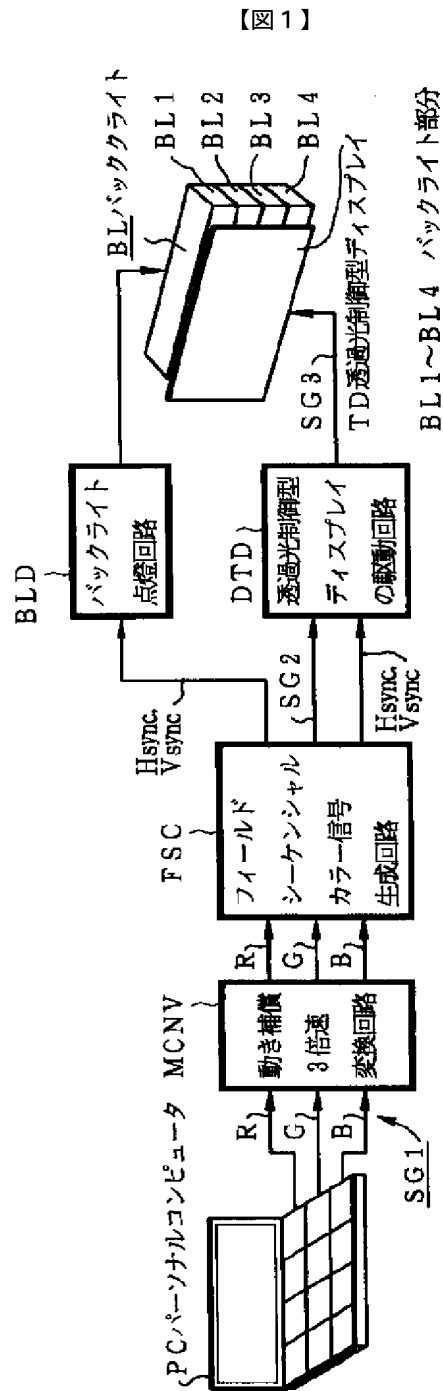 【図1】
PCパーソナルコンピュータ
R
G
B
SG1
MCNV
動き補償
3倍速
変換回路
R
G
B
FSC
フィールド
シーケンシャル
カラー信号
生成回路
Hsync,
Vsync
SG2
Hsync,
Vsync
BLD
バックライト
点燈回路
DTD
透過光制御型
ディスプレイ
の駆動回路
SG3
BLバックライト
BL1
BL2
BL3
BL4
TD透過光制御型ディスプレイ
BL1~BL4 バックライト部分